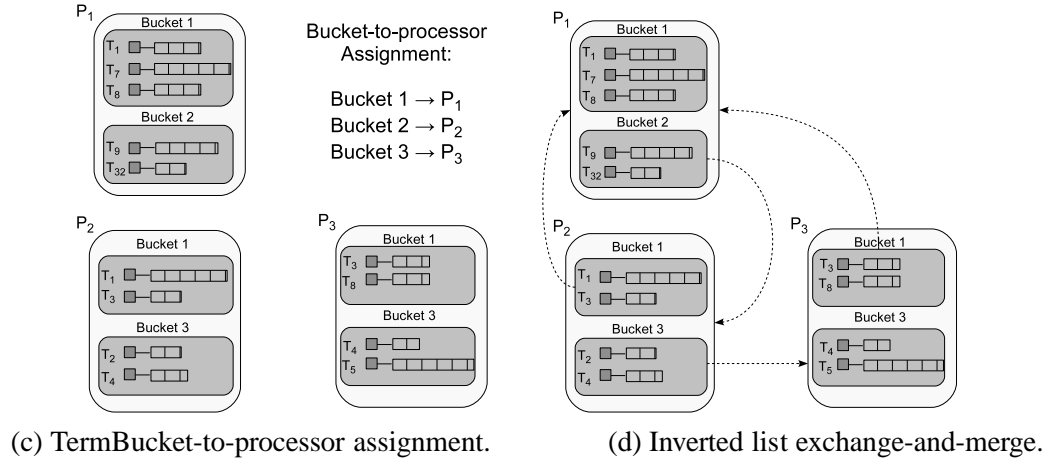 P1
Bucket 1
T1
T7
T8
Bucket 2
T9
T32
Bucket-to-processor
Assignment:
Bucket 1 → P1
Bucket 2 → P2
Bucket 3 → P3
P2
Bucket 1
T1
T3
Bucket 3
T2
T4
P3
Bucket 1
T3
T8
Bucket 3
T4
T5
(c) TermBucket-to-processor assignment.
P1
Bucket 1
T1
T7
T8
Bucket 2
T9
T32
P2
Bucket 1
T1
T3
Bucket 3
T2
T4
P3
Bucket 1
T3
T8
Bucket 3
T4
T5
(d) Inverted list exchange-and-merge.